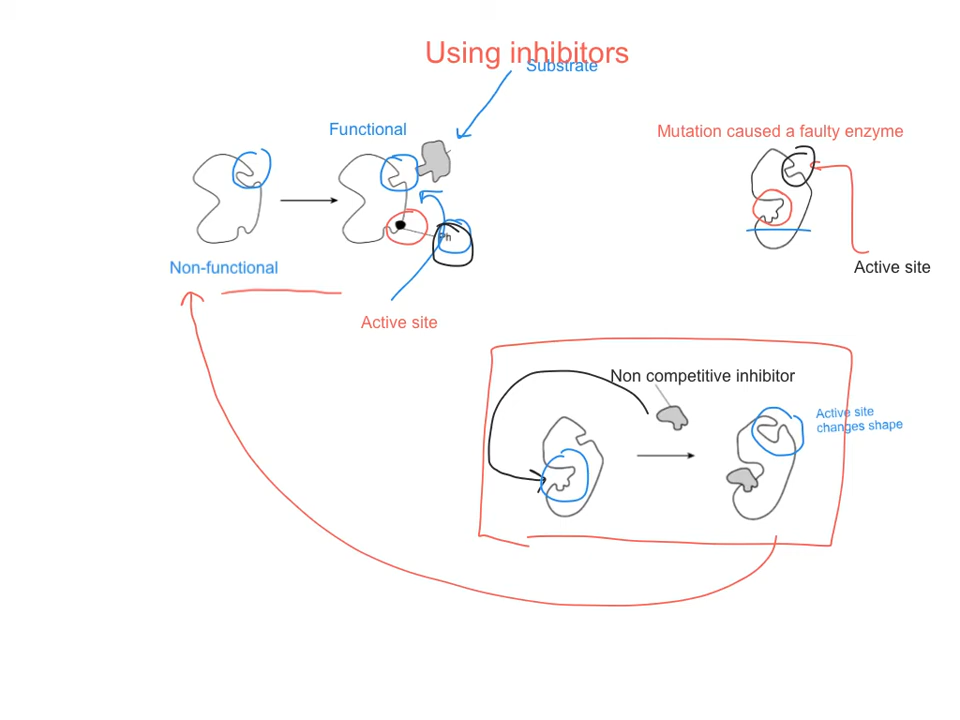 Using inhibitors
Substrate
Functional
Mutation caused a faulty enzyme
Ph
Non-functional
Active site
Active site
Non competitive inhibitor
Active site
changes shape